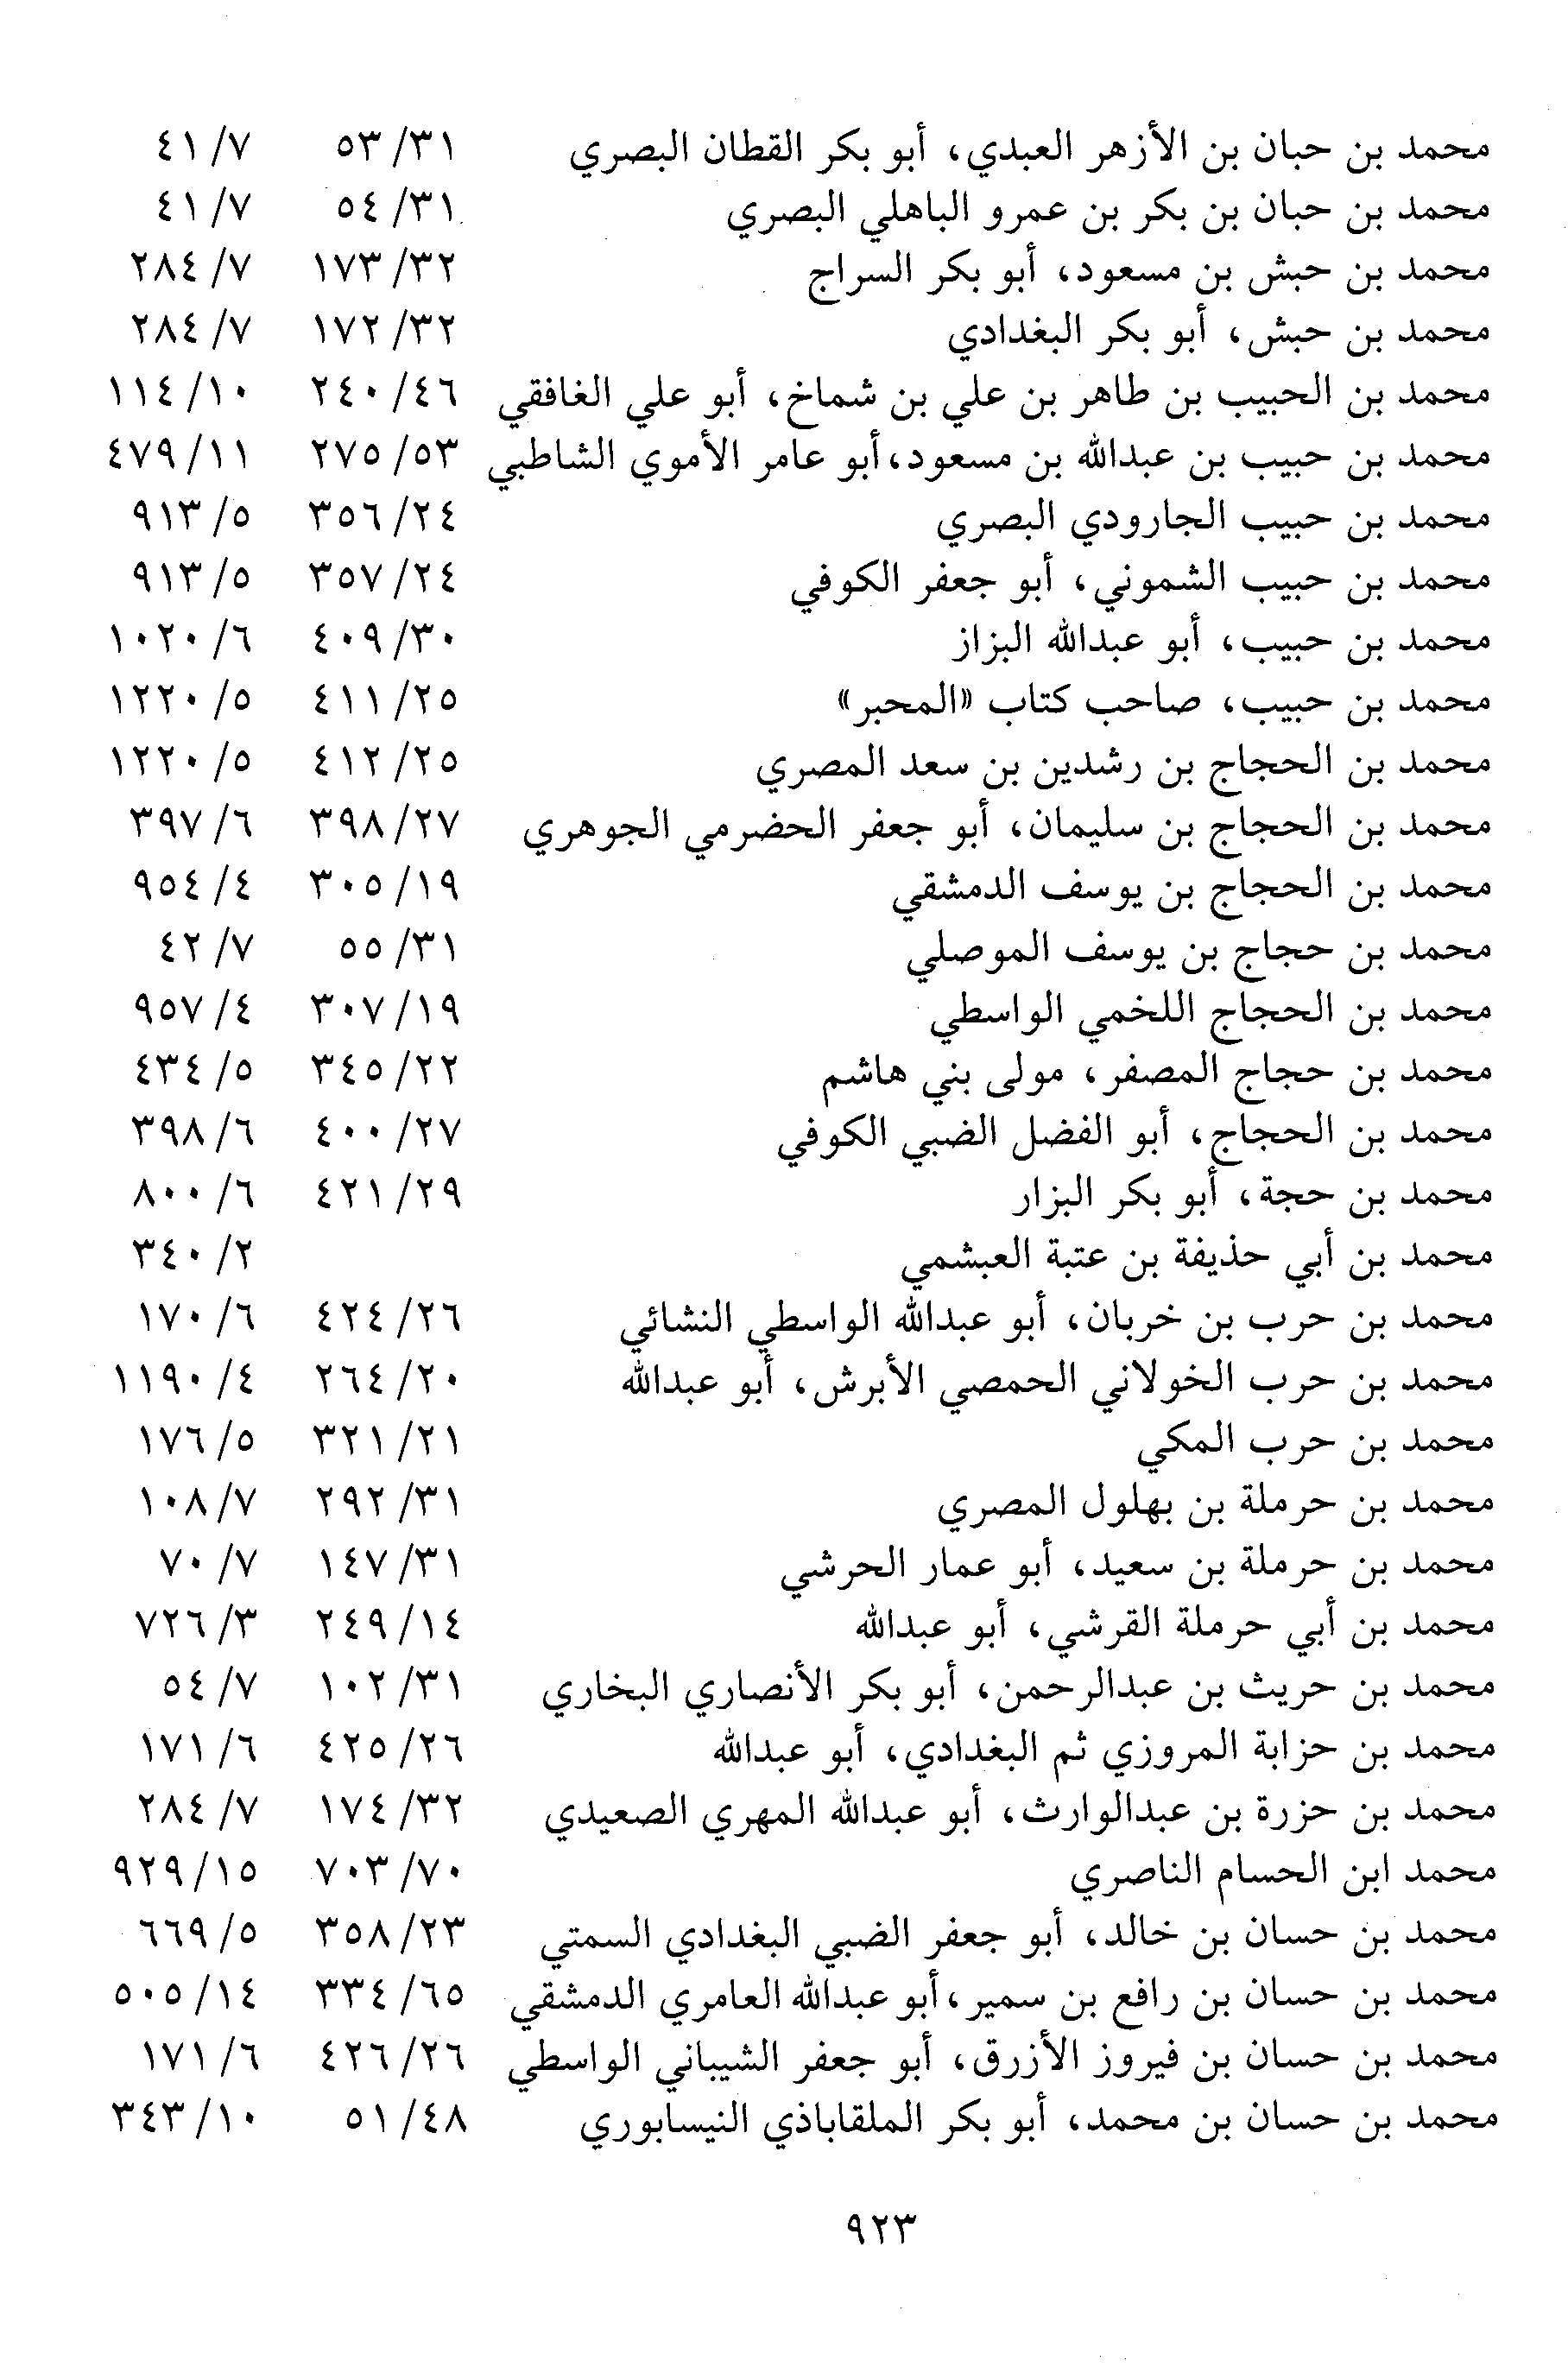 محمد بن حبان بن الأزهر العبدي، أبو بكر القطان البصري ٥٣/٣١ ٤١/٧
محمد بن حبان بن بكر بن عمرو الباهلي البصري ٥٤/٣١ ٤١/٧
محمد بن حبش بن مسعود، أبو بكر السراج ١٧٣/٣٢ ٢٨٤/٧
محمد بن حبش، أبو بكر البغدادي ١٧٢/٣٢ ٢٨٤/٧
محمد بن الحبيب بن طاهر بن علي بن شماخ، أبو علي الغافقي ٢٤٠/٤٦ ١١٤/١٠
محمد بن حبيب بن عبدالله بن مسعود، أبو عامر الأموي الشاطبي ٢٧٥/٥٣ ٤٧٩/١١
محمد بن حبيب الجارودي البصري ٣٥٦/٢٤ ٩١٣/٥
محمد بن حبيب الشموني، أبو جعفر الكوفي ٣٥٧/٢٤ ٩١٣/٥
محمد بن حبيب، أبو عبدالله البزاز ٤٠٩/٣٠ ١٠٢٠/٦
محمد بن حبيب، صاحب كتاب «المحبر» ٤١١/٢٥ ١٢٢٠/٥
محمد بن الحجاج بن رشدين بن سعد المصري ٤١٢/٢٥ ١٢٢٠/٥
محمد بن الحجاج بن سليمان، أبو جعفر الحضرمي الجوهري ٣٩٨/٢٧ ٣٩٧/٦
محمد بن الحجاج بن يوسف الدمشقي ٣٠٥/١٩ ٩٥٤/٤
محمد بن حجاج بن يوسف الموصلي ٥٥/٣١ ٤٢/٧
محمد بن الحجاج اللخمي الواسطي ٣٠٧/١٩ ٩٥٧/٤
محمد بن حجاج المصفر، مولى بني هاشم ٣٤٥/٢٢ ٤٣٤/٥
محمد بن الحجاج، أبو الفضل الضبي الكوفي ٤٠٠/٢٧ ٣٩٨/٦
محمد بن حجة، أبو بكر البزار ٤٢١/٢٩ ٨٠٠/٦
محمد بن أبي حذيفة بن عتبة العبشمي ٣٤٠/٢
محمد بن حرب بن خربان، أبو عبدالله الواسطي النشائي ٤٢٤/٢٦ ١٧٠/٦
محمد بن حرب الخولاني الحمصي الأبرش، أبو عبدالله ٢٦٤/٢٠ ١١٩٠/٤
محمد بن حرب المكي ٣٢١/٢١ ١٧٦/٥
محمد بن حرملة بن بهلول المصري ٢٩٢/٣١ ١٠٨/٧
محمد بن حرملة بن سعيد، أبو عمار الحرشي ١٤٧/٣١ ٧٠/٧
محمد بن أبي حرملة القرشي، أبو عبدالله ٢٤٩/١٤ ٧٢٦/٣
محمد بن حريث بن عبدالرحمن، أبو بكر الأنصاري البخاري ١٠٢/٣١ ٥٤/٧
محمد بن حزابة المروزي ثم البغدادي، أبو عبدالله ٤٢٥/٢٦ ١٧١/٦
محمد بن حزرة بن عبدالوارث، أبو عبدالله المهري الصعيدي ١٧٤/٣٢ ٢٨٤/٧
محمد ابن الحسام الناصري ٧٠٣/٧٠ ٩٢٩/١٥
محمد بن حسان بن خالد، أبو جعفر الضبي البغدادي السمتي ٣٥٨/٢٣ ٦٦٩/٥
محمد بن حسان بن رافع بن سمير، أبو عبدالله العامري الدمشقي ٣٣٤/٦٥ ٥٠٥/١٤
محمد بن حسان بن فيروز الأزرق، أبو جعفر الشيباني الواسطي ٤٢٦/٢٦ ١٧١/٦
محمد بن حسان بن محمد، أبو بكر الملقاباذي النيسابوري ٥١/٤٨ ٣٤٣/١٠
٩٢٣